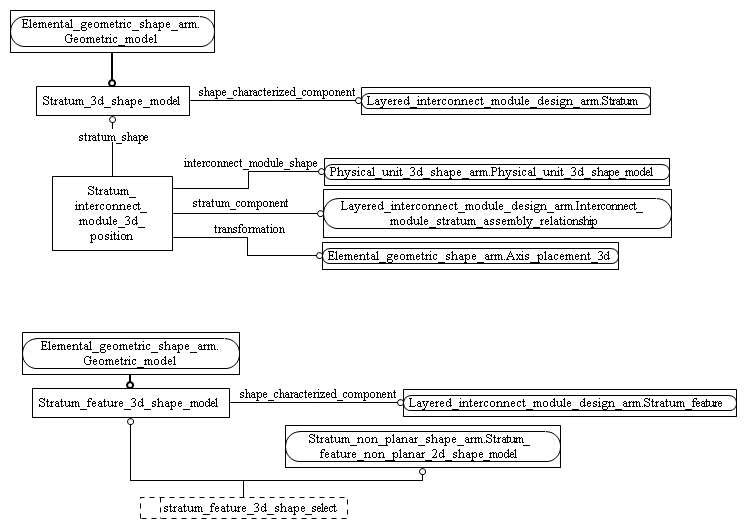 Elemental_geometric_shape_arm.
Geometric_model
Stratum_3d_shape_model
shape_characterized_component
Layered_interconnect_module_design_arm.Stratum
stratum_shape
interconnect_module_shape
Physical_unit_3d_shape_arm.Physical_unit_3d_shape_model
Stratum_
interconnect_
module_3d_
position
stratum_component
Layered_interconnect_module_design_arm.Interconnect_
module_stratum_assembly_relationship
transformation
Elemental_geometric_shape_arm.Axis_placement_3d
Elemental_geometric_shape_arm.
Geometric_model
Stratum_feature_3d_shape_model
shape_characterized_component
Layered_interconnect_module_design_arm.Stratum_feature
Stratum_non_planar_shape_arm.Stratum_
feature_non_planar_2d_shape_model
stratum_feature_3d_shape_select